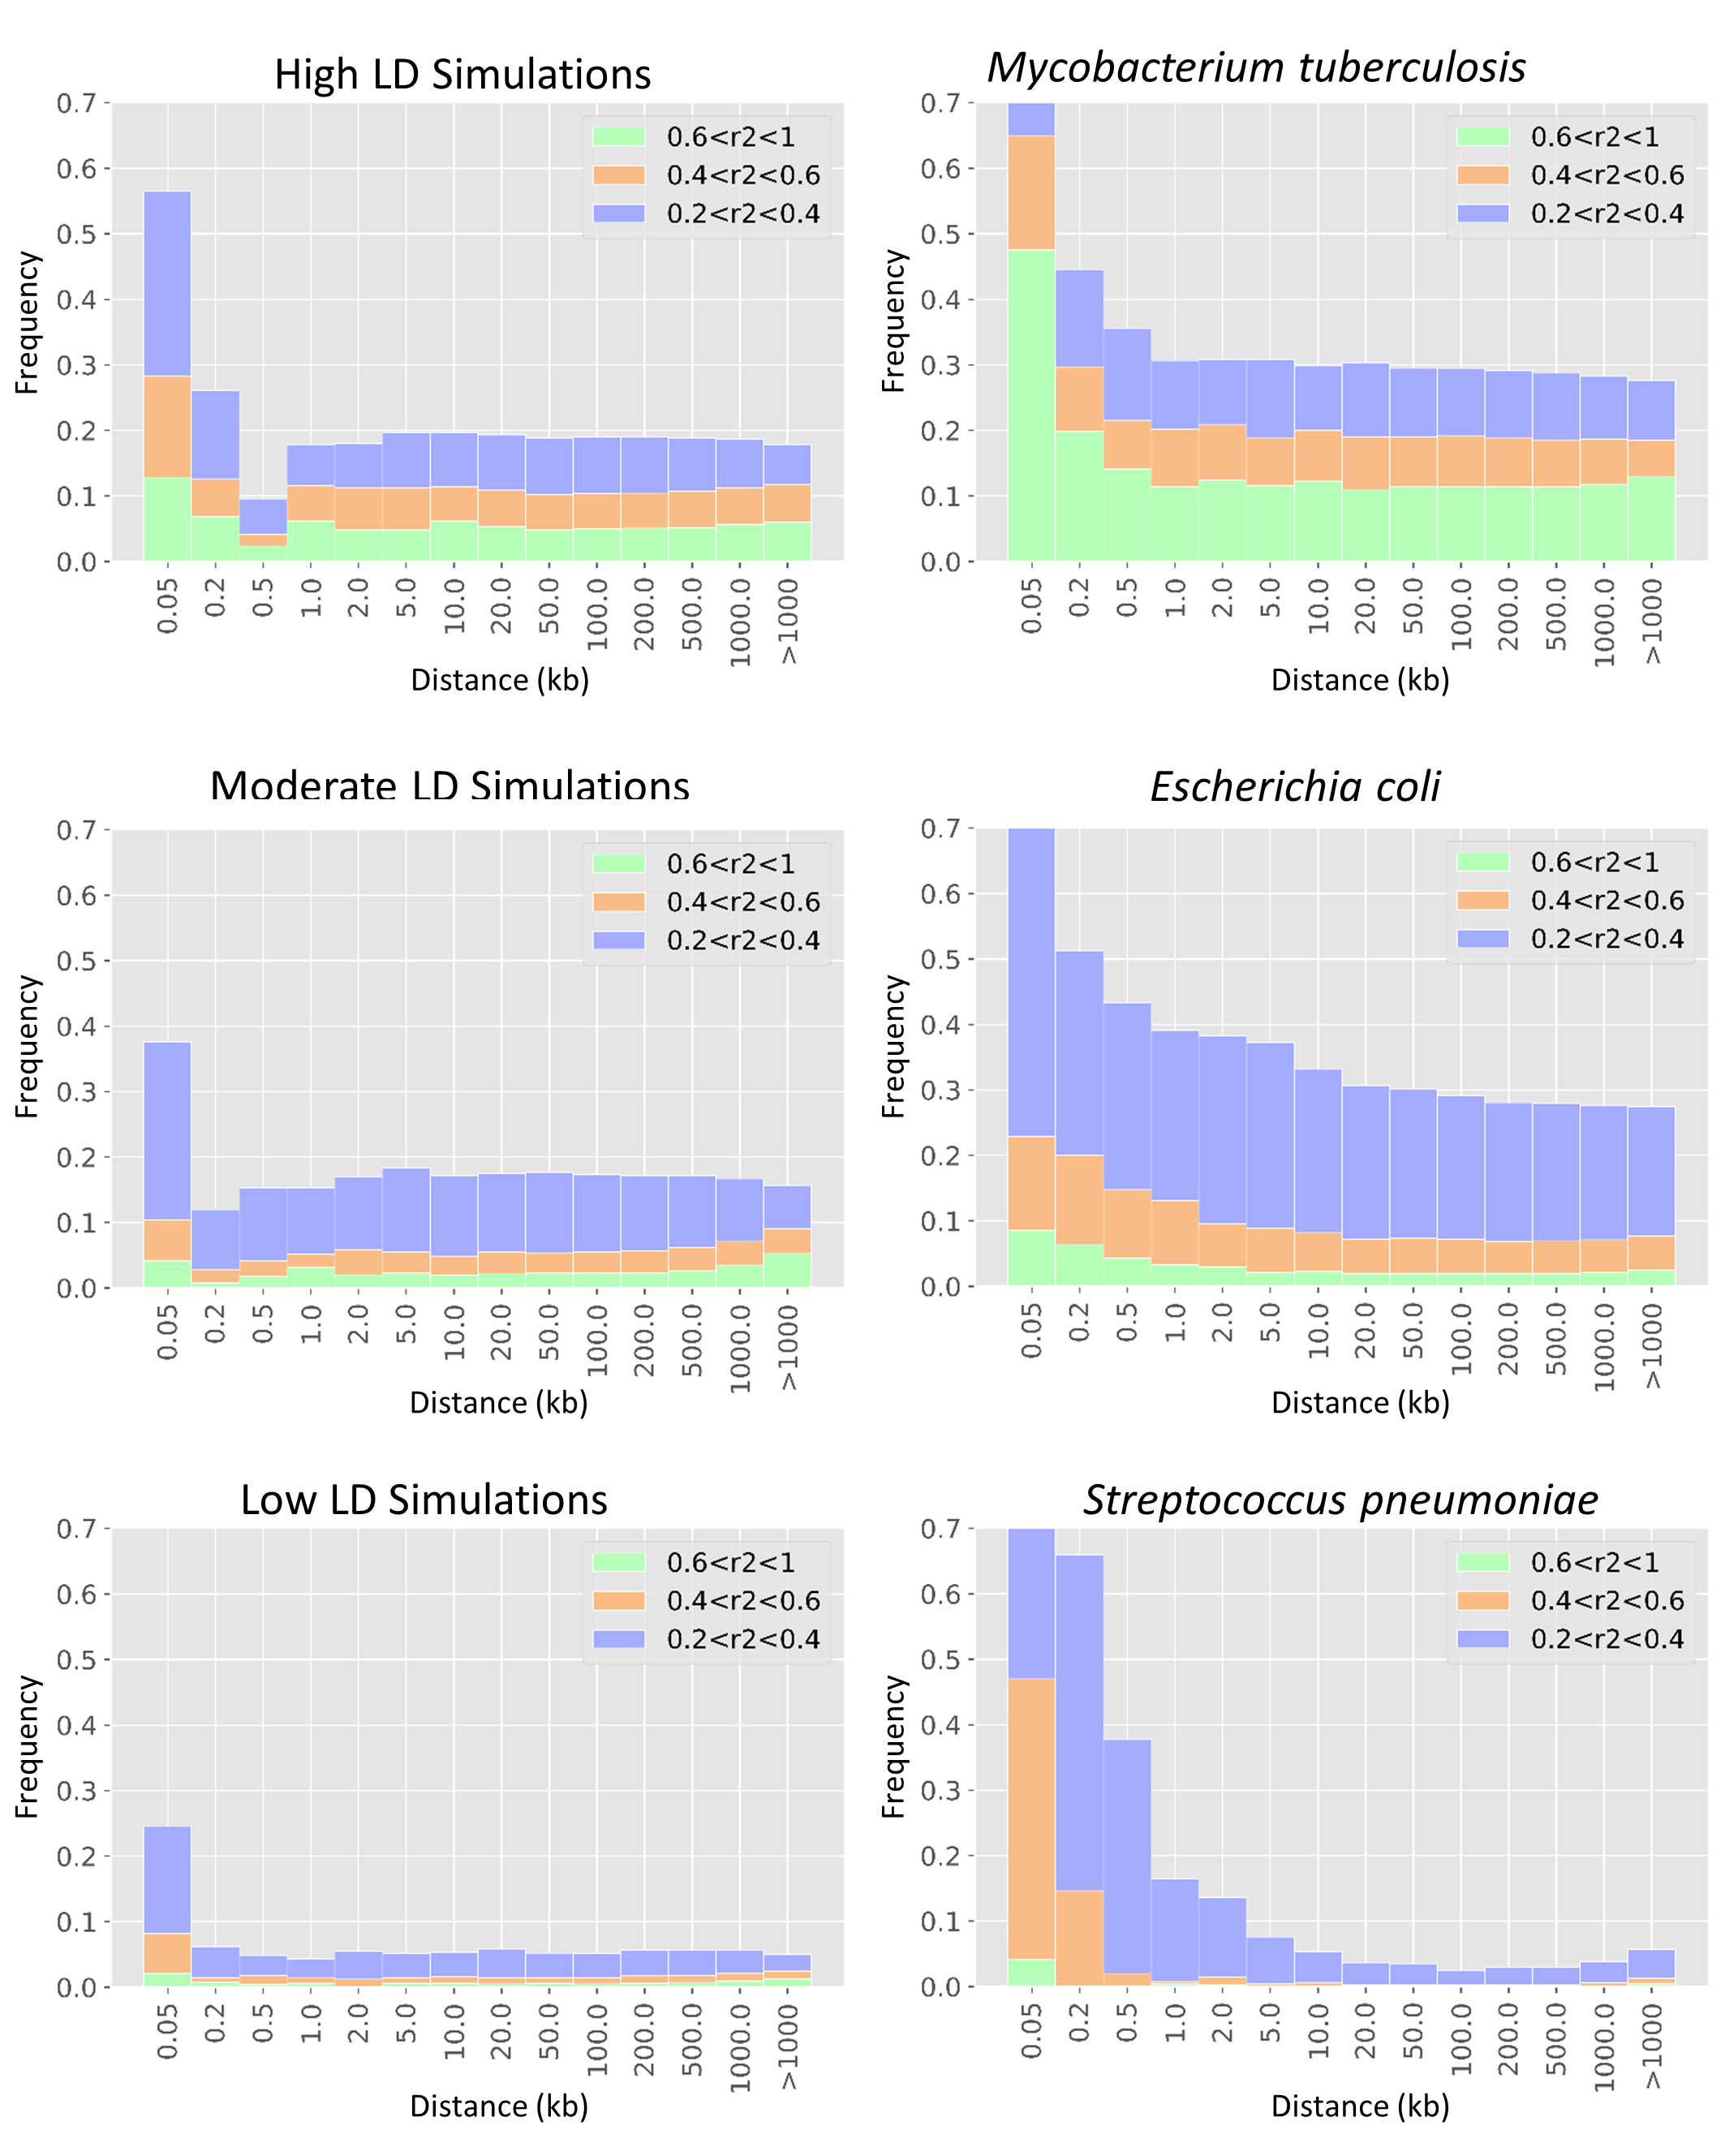 High LD Simulations
Frequency
0.7
0.6
0.5
0.4
0.3
0.2
0.1
0.0
0.6<r2<1
0.4<r2<0.6
0.2<r2<0.4
0.05 0.2 0.5 1.0 2.0 5.0 10.0 20.0 50.0 100.0 200.0 500.0 1000.0 >1000
Distance (kb)
Mycobacterium tuberculosis
Frequency
0.7
0.6
0.5
0.4
0.3
0.2
0.1
0.0
0.6<r2<1
0.4<r2<0.6
0.2<r2<0.4
0.05 0.2 0.5 1.0 2.0 5.0 10.0 20.0 50.0 100.0 200.0 500.0 1000.0 >1000
Distance (kb)
Moderate LD Simulations
Frequency
0.7
0.6
0.5
0.4
0.3
0.2
0.1
0.0
0.6<r2<1
0.4<r2<0.6
0.2<r2<0.4
0.05 0.2 0.5 1.0 2.0 5.0 10.0 20.0 50.0 100.0 200.0 500.0 1000.0 >1000
Distance (kb)
Escherichia coli
Frequency
0.7
0.6
0.5
0.4
0.3
0.2
0.1
0.0
0.6<r2<1
0.4<r2<0.6
0.2<r2<0.4
0.05 0.2 0.5 1.0 2.0 5.0 10.0 20.0 50.0 100.0 200.0 500.0 1000.0 >1000
Distance (kb)
Low LD Simulations
Frequency
0.7
0.6
0.5
0.4
0.3
0.2
0.1
0.0
0.6<r2<1
0.4<r2<0.6
0.2<r2<0.4
0.05 0.2 0.5 1.0 2.0 5.0 10.0 20.0 50.0 100.0 200.0 500.0 1000.0 >1000
Distance (kb)
Streptococcus pneumoniae
Frequency
0.7
0.6
0.5
0.4
0.3
0.2
0.1
0.0
0.6<r2<1
0.4<r2<0.6
0.2<r2<0.4
0.05 0.2 0.5 1.0 2.0 5.0 10.0 20.0 50.0 100.0 200.0 500.0 1000.0 >1000
Distance (kb)